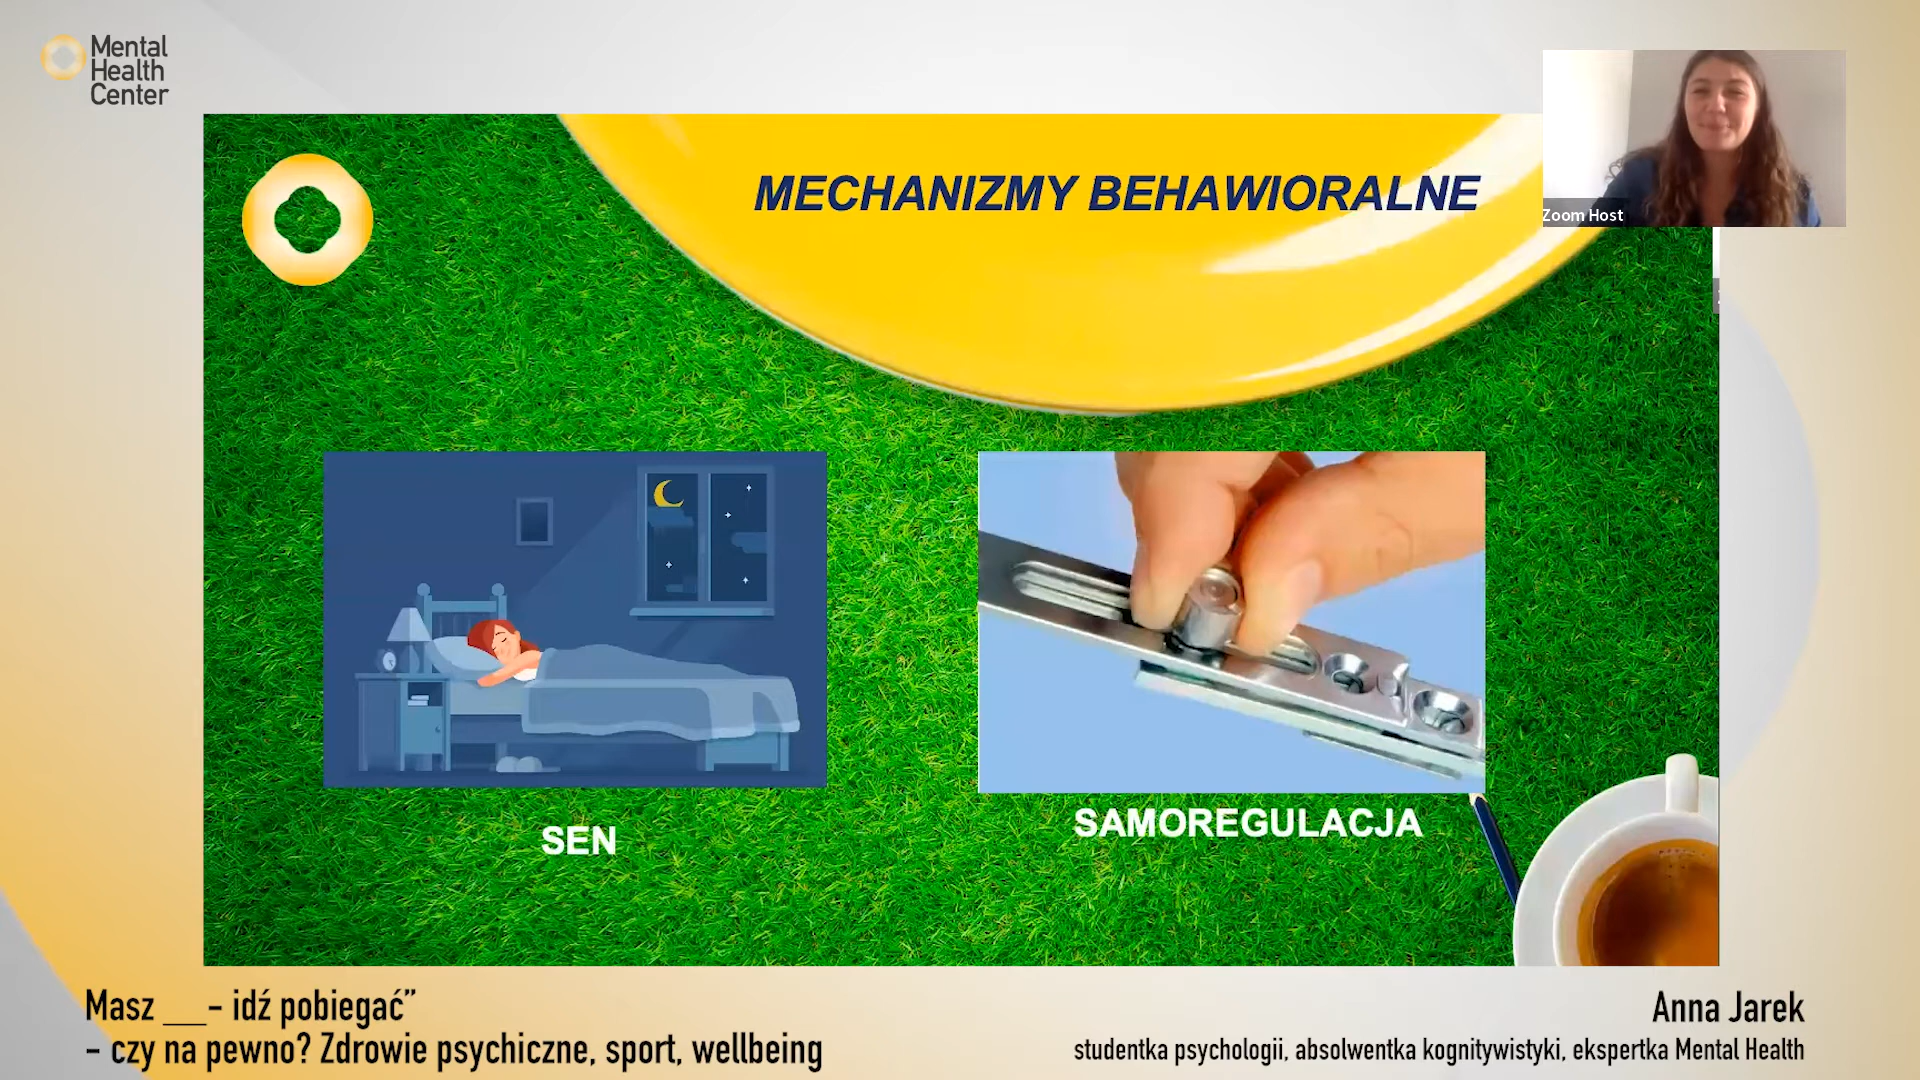 Mental
Health
Center
MECHANIZMY BEHAWIORALNE
Zoom Host
SEN
SAMOREGULACJA
Masz __- idź pobiegać”
- czy na pewno? Zdrowie psychiczne, sport, wellbeing
Anna Jarek
studentka psychologii, absolwentka kognitywistyki, ekspertka Mental Health